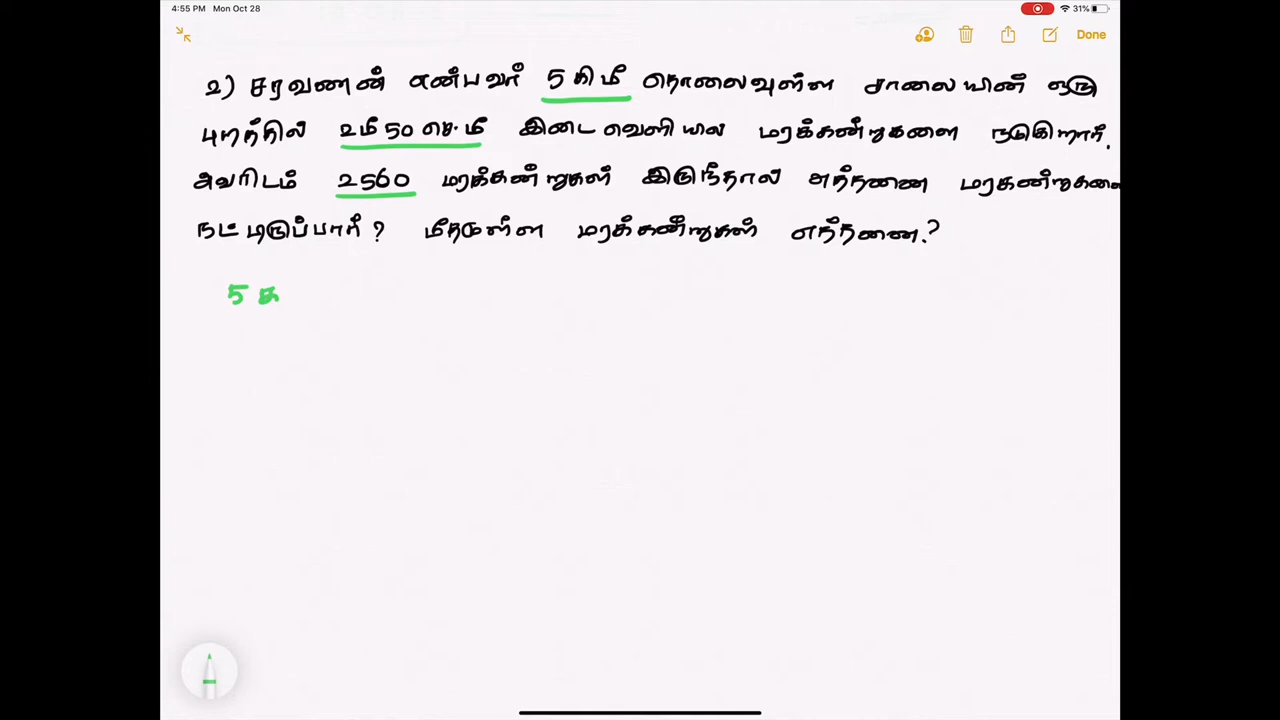 4:55 PM Mon Oct 28 31%
Done
2) சரவணன் என்பவர் 5 கி மீ தொலைவுள்ள சாலையின் ஒரு
புறத்தில் 2மீ 50 செ.மீ இடைவெளியில் மரக்கன்றுகளை நடுகிறார்.
அவரிடம் 2560 மரக்கன்றுகள் இருந்தால் எத்தனை மரகன்றுகளை
நட்டிருப்பார்? மீதமுள்ள மரக்கன்றுகள் எத்தனை?
5 க